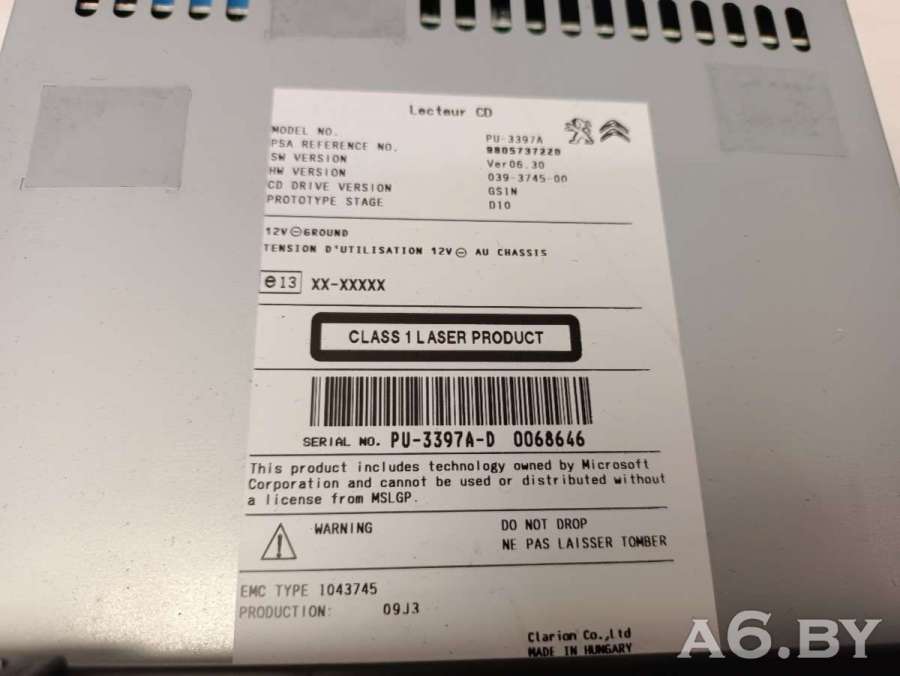 Lecteur CD
MODEL NO. PU-3397A
PSA REFERENCE NO. 9805737220
SW VERSION Ver06.30
HW VERSION 039-3745-00
CD DRIVE VERSION GS1N
PROTOTYPE STAGE D10
12V⊖GROUND
TENSION D'UTILISATION 12V⊖ AU CHASSIS
e13 XX-XXXXX
CLASS 1 LASER PRODUCT
SERIAL NO. PU-3397A-D 0068646
This product includes technology owned by Microsoft
Corporation and cannot be used or distributed without
a license from MSLGP.
WARNING DO NOT DROP
NE PAS LAISSER TOMBER
EMC TYPE 1043745
PRODUCTION: 09J3
Clarion Co.,Ltd
MADE IN HUNGARY
A6.BY